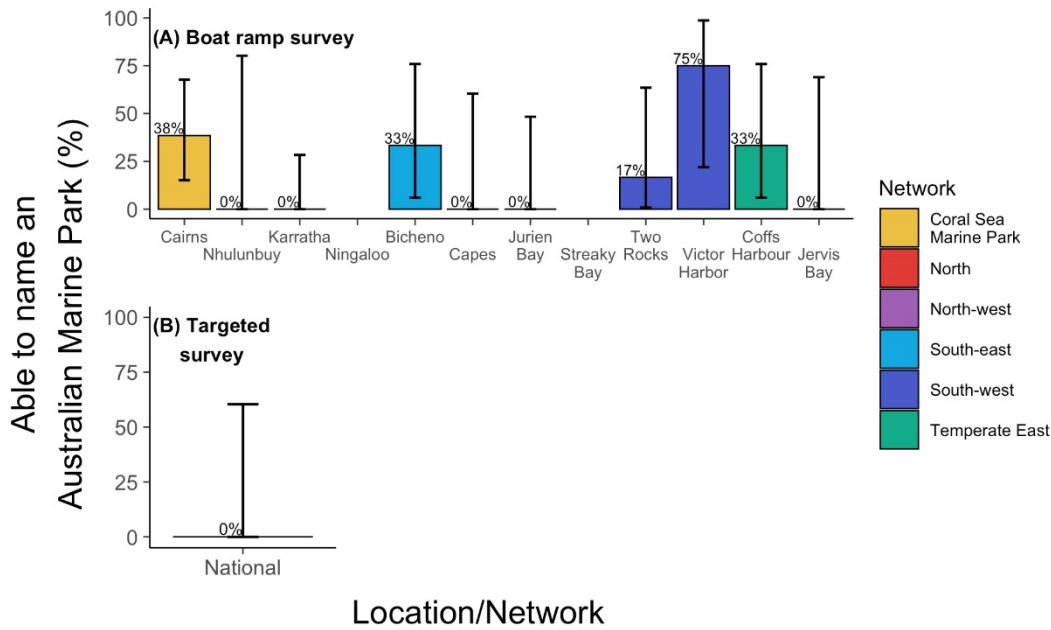 Able to name an
Australian Marine Park (%)
(A) Boat ramp survey
100
75
50
25
0
38%
0%
0%
33%
0%
0%
17%
75%
33%
0%
Cairns
Nhulunbuy
Karratha
Ningaloo
Bicheno
Capes
Jurien
Bay
Streaky
Bay
Two
Rocks
Victor
Harbor
Coffs
Harbour
Jervis
Bay
(B) Targeted
survey
100
75
50
25
0
0%
National
Location/Network
Network
Coral Sea
Marine Park
North
North-west
South-east
South-west
Temperate East